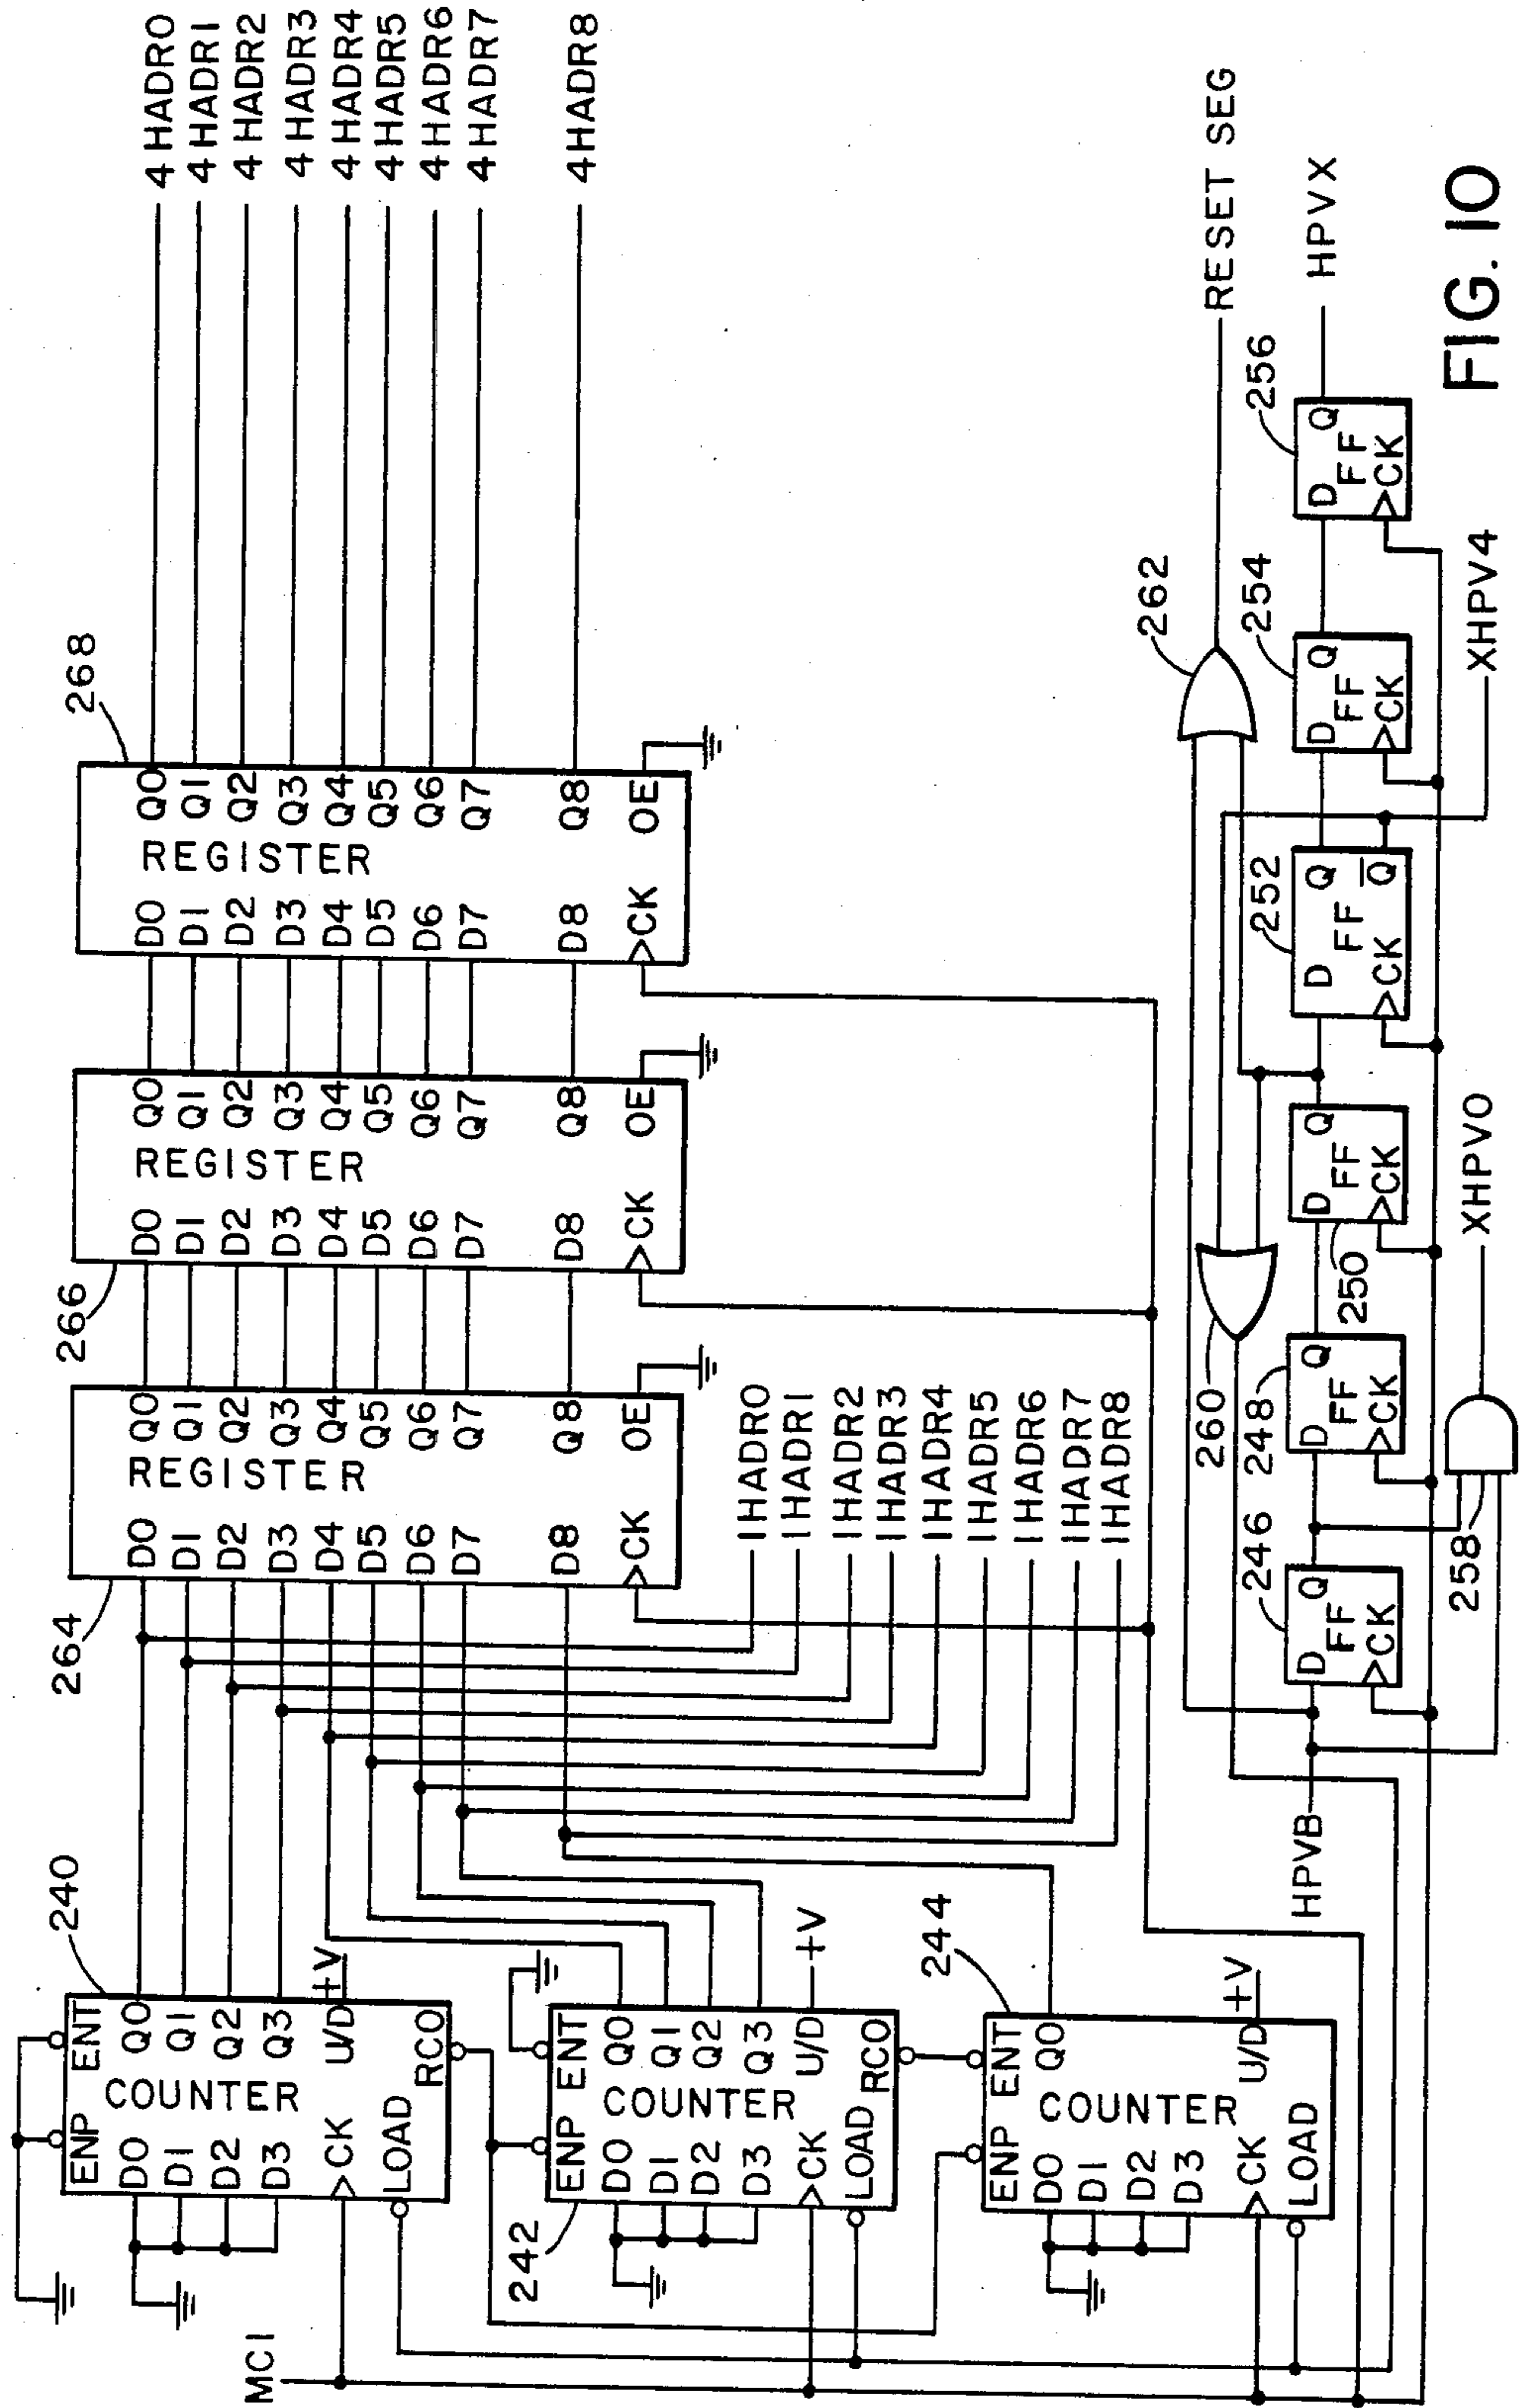 240
ENP ENT
D0 Q0
D1 Q1
D2 Q2
D3 Q3
COUNTER
CK U/D +V
LOAD RCO
MC1
242
ENP ENT
D0 Q0
D1 Q1
D2 Q2
D3 Q3
COUNTER
CK U/D +V
LOAD RCO
244
ENP ENT
D0 Q0
D1
D2
D3
COUNTER
CK U/D +V
LOAD
264
REGISTER
D0 Q0
D1 Q1
D2 Q2
D3 Q3
D4 Q4
D5 Q5
D6 Q6
D7 Q7
D8 Q8
CK OE
1HADR0
1HADR1
1HADR2
1HADR3
1HADR4
1HADR5
1HADR6
1HADR7
1HADR8
266
REGISTER
D0 Q0
D1 Q1
D2 Q2
D3 Q3
D4 Q4
D5 Q5
D6 Q6
D7 Q7
D8 Q8
CK OE
268
REGISTER
D0 Q0
D1 Q1
D2 Q2
D3 Q3
D4 Q4
D5 Q5
D6 Q6
D7 Q7
D8 Q8
CK OE
4HADR0
4HADR1
4HADR2
4HADR3
4HADR4
4HADR5
4HADR6
4HADR7
4HADR8
260
262
RESET SEG
HPVB
246
D Q
FF
CK
248
D Q
FF
CK
250
D Q
FF
CK
252
D Q
FF
CK Q̅
254
D Q
FF
CK
256
D Q
FF
CK
HPVX
258
XHPV0
XHPV4
FIG. 10